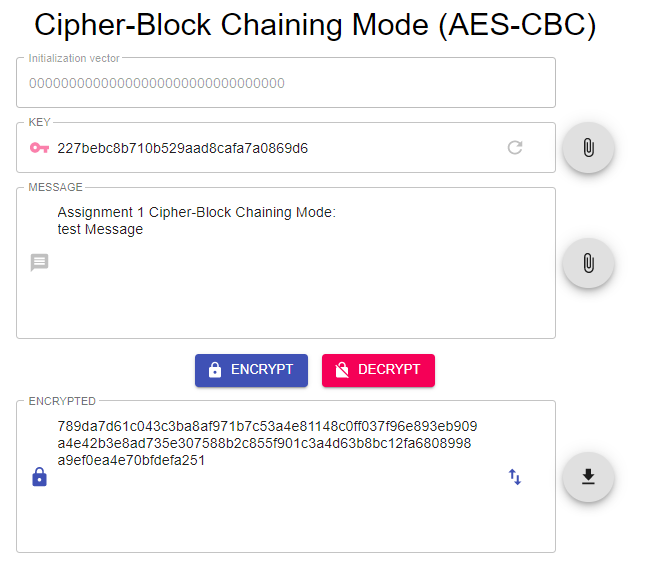 Cipher-Block Chaining Mode (AES-CBC)
Initialization vector
00000000000000000000000000000000
KEY
227bebc8b710b529aad8cafa7a0869d6
MESSAGE
Assignment 1 Cipher-Block Chaining Mode:
test Message
ENCRYPT
DECRYPT
ENCRYPTED
789da7d61c043c3ba8af971b7c53a4e81148c0ff037f96e893eb909
a4e42b3e8ad735e307588b2c855f901c3a4d63b8bc12fa6808998
a9ef0ea4e70bfdefa251